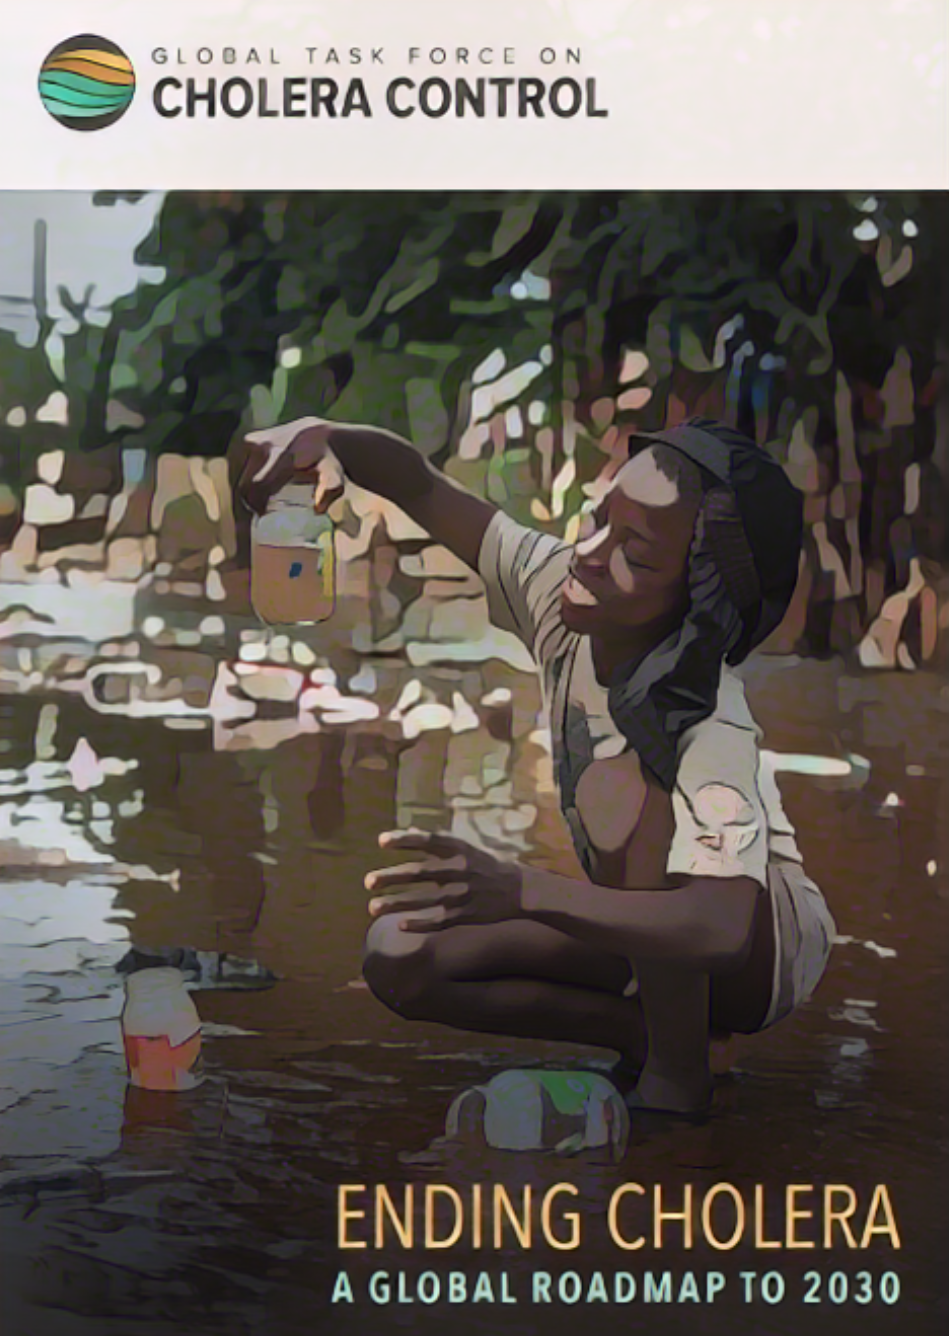 GLOBAL TASK FORCE ON
CHOLERA CONTROL
ENDING CHOLERA
A GLOBAL ROADMAP TO 2030